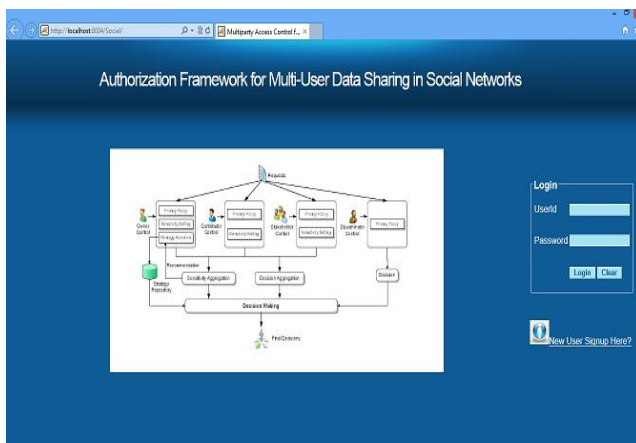 http://localhost:8084/Social/
Multiparty Access Control f...
Authorization Framework for Multi-User Data Sharing in Social Networks
Requests
Owner Control
Privacy Policy
Sensitivity Setting
Contributor Control
Privacy Policy
Sensitivity Setting
Stakeholder Control
Privacy Policy
Sensitivity Setting
Disseminator Control
Privacy Policy
Recommendation
Strategy Repository
Sensitivity Aggregation
Decision Aggregation
Decision
Decision Making
Final Decisions
Login
UserId
Password
Login
Clear
New User Signup Here?